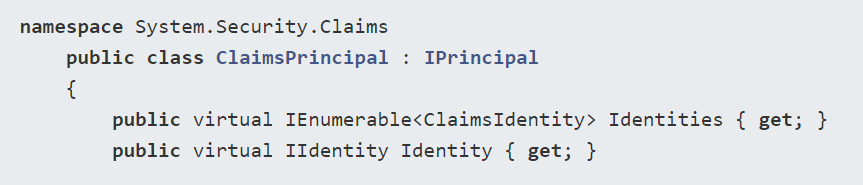 namespace System.Security.Claims
public class ClaimsPrincipal : IPrincipal
{
public virtual IEnumerable<ClaimsIdentity> Identities { get; }
public virtual IIdentity Identity { get; }